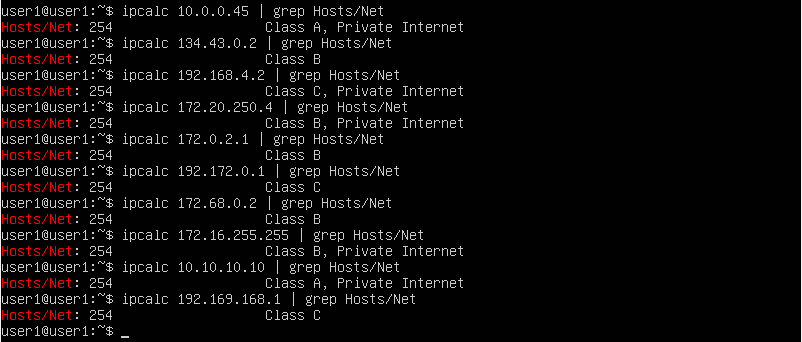 user1@user1:~$ ipcalc 10.0.0.45 | grep Hosts/Net
Hosts/Net: 254                   Class A, Private Internet
user1@user1:~$ ipcalc 134.43.0.2 | grep Hosts/Net
Hosts/Net: 254                   Class B
user1@user1:~$ ipcalc 192.168.4.2 | grep Hosts/Net
Hosts/Net: 254                   Class C, Private Internet
user1@user1:~$ ipcalc 172.20.250.4 | grep Hosts/Net
Hosts/Net: 254                   Class B, Private Internet
user1@user1:~$ ipcalc 172.0.2.1 | grep Hosts/Net
Hosts/Net: 254                   Class B
user1@user1:~$ ipcalc 192.172.0.1 | grep Hosts/Net
Hosts/Net: 254                   Class C
user1@user1:~$ ipcalc 172.68.0.2 | grep Hosts/Net
Hosts/Net: 254                   Class B
user1@user1:~$ ipcalc 172.16.255.255 | grep Hosts/Net
Hosts/Net: 254                   Class B, Private Internet
user1@user1:~$ ipcalc 10.10.10.10 | grep Hosts/Net
Hosts/Net: 254                   Class A, Private Internet
user1@user1:~$ ipcalc 192.169.168.1 | grep Hosts/Net
Hosts/Net: 254                   Class C
user1@user1:~$ _